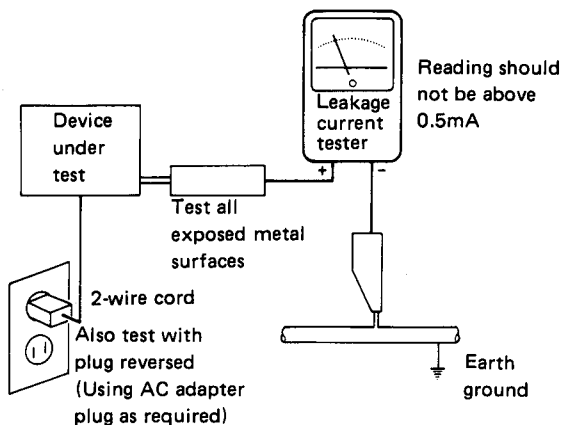 Device
under
test
Leakage
current
tester
+
-
Reading should
not be above
0.5mA
Test all
exposed metal
surfaces
2-wire cord
Also test with
plug reversed
(Using AC adapter
plug as required)
Earth
ground